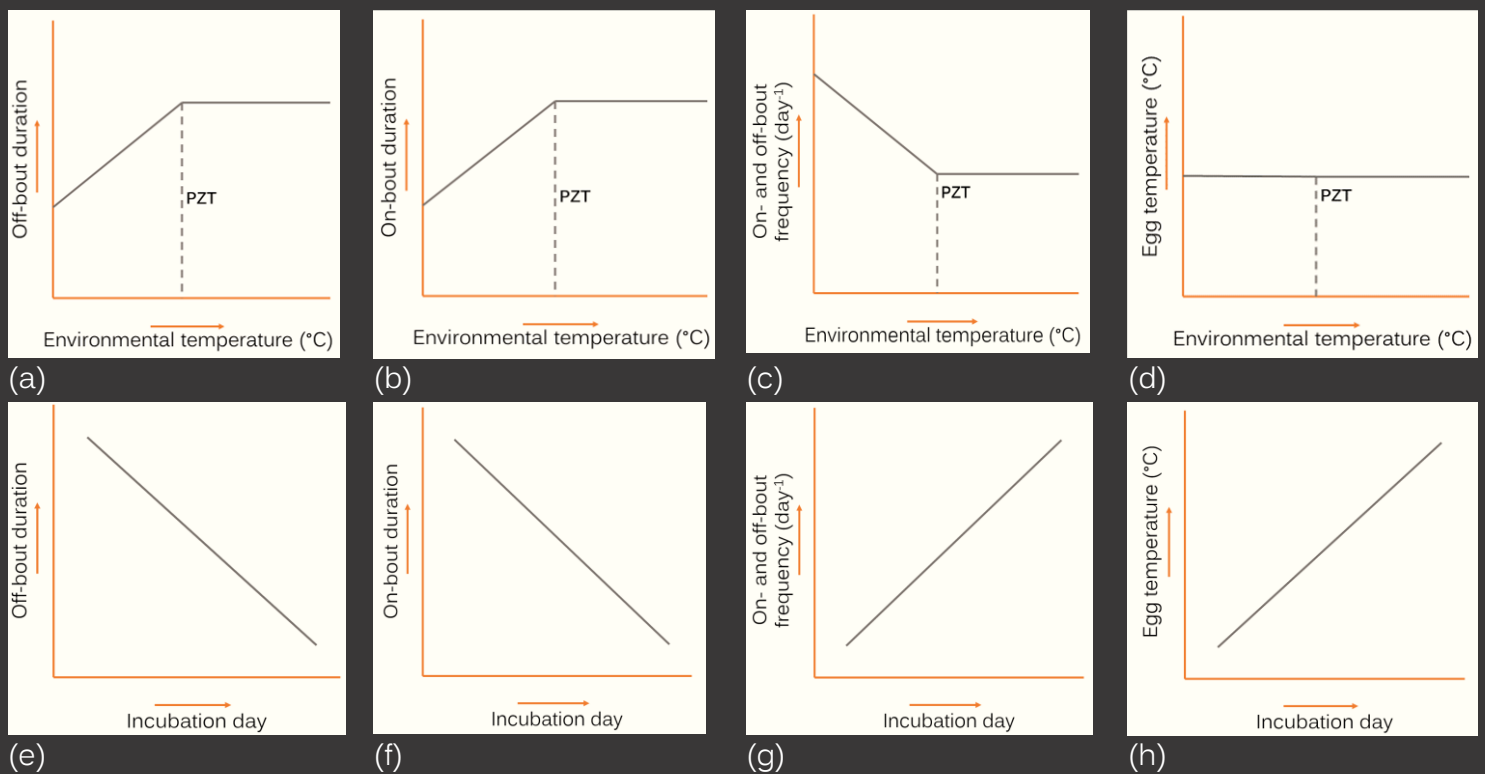 Off-bout duration
PZT
Environmental temperature (°C)
(a)
On-bout duration
PZT
Environmental temperature (°C)
(b)
On- and off-bout
frequency (day-1)
PZT
Environmental temperature (°C)
(c)
Egg temperature (°C)
PZT
Environmental temperature (°C)
(d)
Off-bout duration
Incubation day
(e)
On-bout duration
Incubation day
(f)
On- and off-bout
frequency (day-1)
Incubation day
(g)
Egg temperature (°C)
Incubation day
(h)